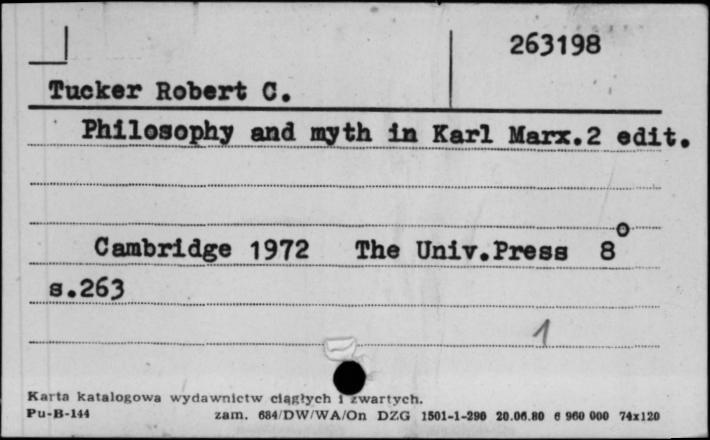 263198
Tucker Robert C.
Philosophy and myth in Karl Marx.2 edit.
Cambridge 1972 The Univ.Press 8°
s.263
1
Karta katalogowa wydawnictw ciągłych i zwartych.
Pu-B-144 zam. 684/DW/WA/On DZG 1501-1-290 20.06.80 6 960 000 74x120